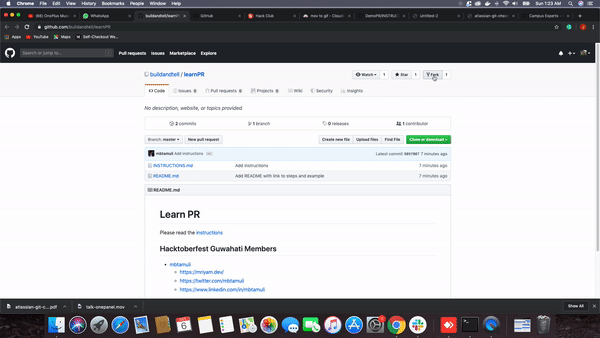 Chrome File Edit View History Bookmarks People Window Help
Sun 1:23 AM
(68) OnePlus Mus
WhatsApp
buildandtell/learnP
GitHub
Hack Club
mov to gif - Cloud
DemoPR/INSTRUC
Untitled-2
atlassian-git-chea
Campus Experts
github.com/buildandtell/learnPR
Apps YouTube Maps Self-Checkout We...
Search or jump to...
Pull requests Issues Marketplace Explore
buildandtell / learnPR
Watch 1 Star 1 Fork 1
Code Issues 0 Pull requests 0 Projects 0 Wiki Security Insights
No description, website, or topics provided.
2 commits 1 branch 0 releases 1 contributor
Branch: master New pull request Create new file Upload files Find File Clone or download
mbtamuli Add instructions Latest commit 7 minutes ago
INSTRUCTIONS.md Add instructions 7 minutes ago
README.md Add README with link to steps and example 7 minutes ago
README.md
Learn PR
Please read the instructions
Hacktoberfest Guwahati Members
mbtamuli
https://mriyam.dev/
https://twitter.com/mbtamuli
https://www.linkedin.com/in/mbtamuli
atlassian-git-c....pdf
talk-onepanel.mov
Show All
6